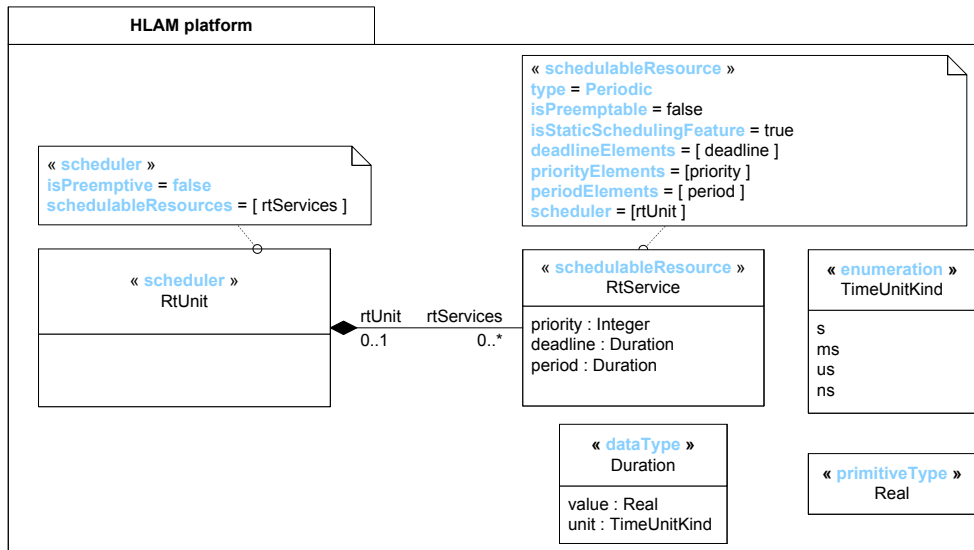 HLAM platform
« schedulableResource »
type = Periodic
isPreemptable = false
isStaticSchedulingFeature = true
deadlineElements = [ deadline ]
priorityElements = [priority ]
periodElements = [ period ]
scheduler = [rtUnit ]
« scheduler »
isPreemptive = false
schedulableResources = [ rtServices ]
« scheduler »
RtUnit
rtUnit
0..1
rtServices
0..*
« schedulableResource »
RtService
priority : Integer
deadline : Duration
period : Duration
« enumeration »
TimeUnitKind
s
ms
us
ns
« dataType »
Duration
value : Real
unit : TimeUnitKind
« primitiveType »
Real